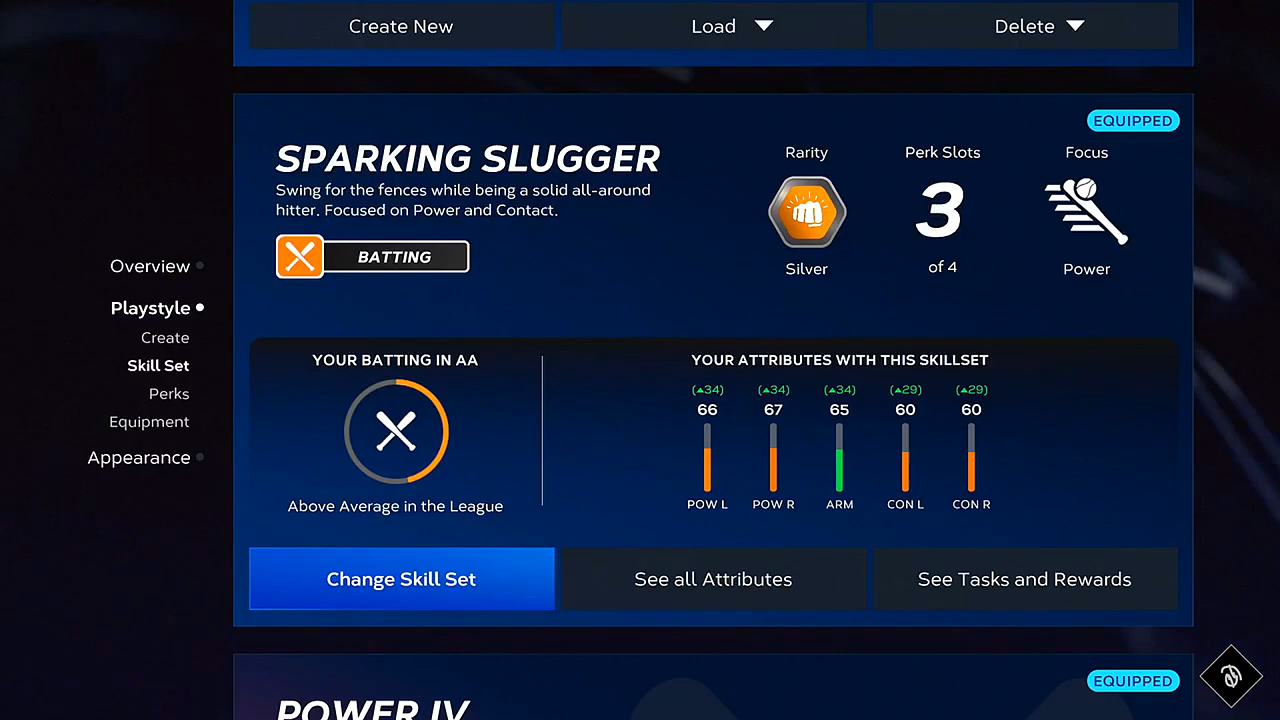 Create New
Load
Delete
EQUIPPED
SPARKING SLUGGER
Swing for the fences while being a solid all-around
hitter. Focused on Power and Contact.
BATTING
Rarity
Silver
Perk Slots
3
of 4
Focus
Power
Overview
Playstyle
Create
Skill Set
Perks
Equipment
Appearance
YOUR BATTING IN AA
Above Average in the League
YOUR ATTRIBUTES WITH THIS SKILLSET
(▲34) (▲34) (▲34) (▲29) (▲29)
66 67 65 60 60
POW L POW R ARM CON L CON R
Change Skill Set
See all Attributes
See Tasks and Rewards
EQUIPPED
POWER IV